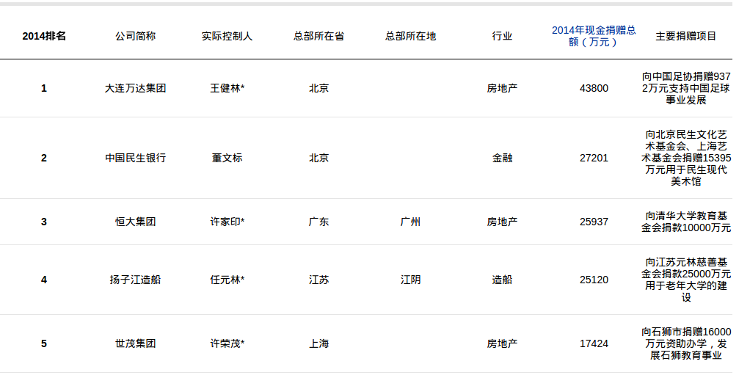 2014排名 公司简称 实际控制人 总部所在省 总部所在地 行业 2014年现金捐赠总额（万元） 主要捐赠项目
1 大连万达集团 王健林* 北京 房地产 43800
向中国足协捐赠937
2万元支持中国足球
事业发展
2 中国民生银行 董文标 北京 金融 27201
向北京民生文化艺
术基金会、上海艺
术基金会捐赠15395
万元用于民生现代
美术馆
3 恒大集团 许家印* 广东 广州 房地产 25937
向清华大学教育基
金会捐款10000万元
4 扬子江造船 任元林* 江苏 江阴 造船 25120
向江苏元林慈善基
金会捐款25000万元
用于老年大学的建
设
5 世茂集团 许荣茂* 上海 房地产 17424
向石狮市捐赠16000
万元资助办学，发
展石狮教育事业